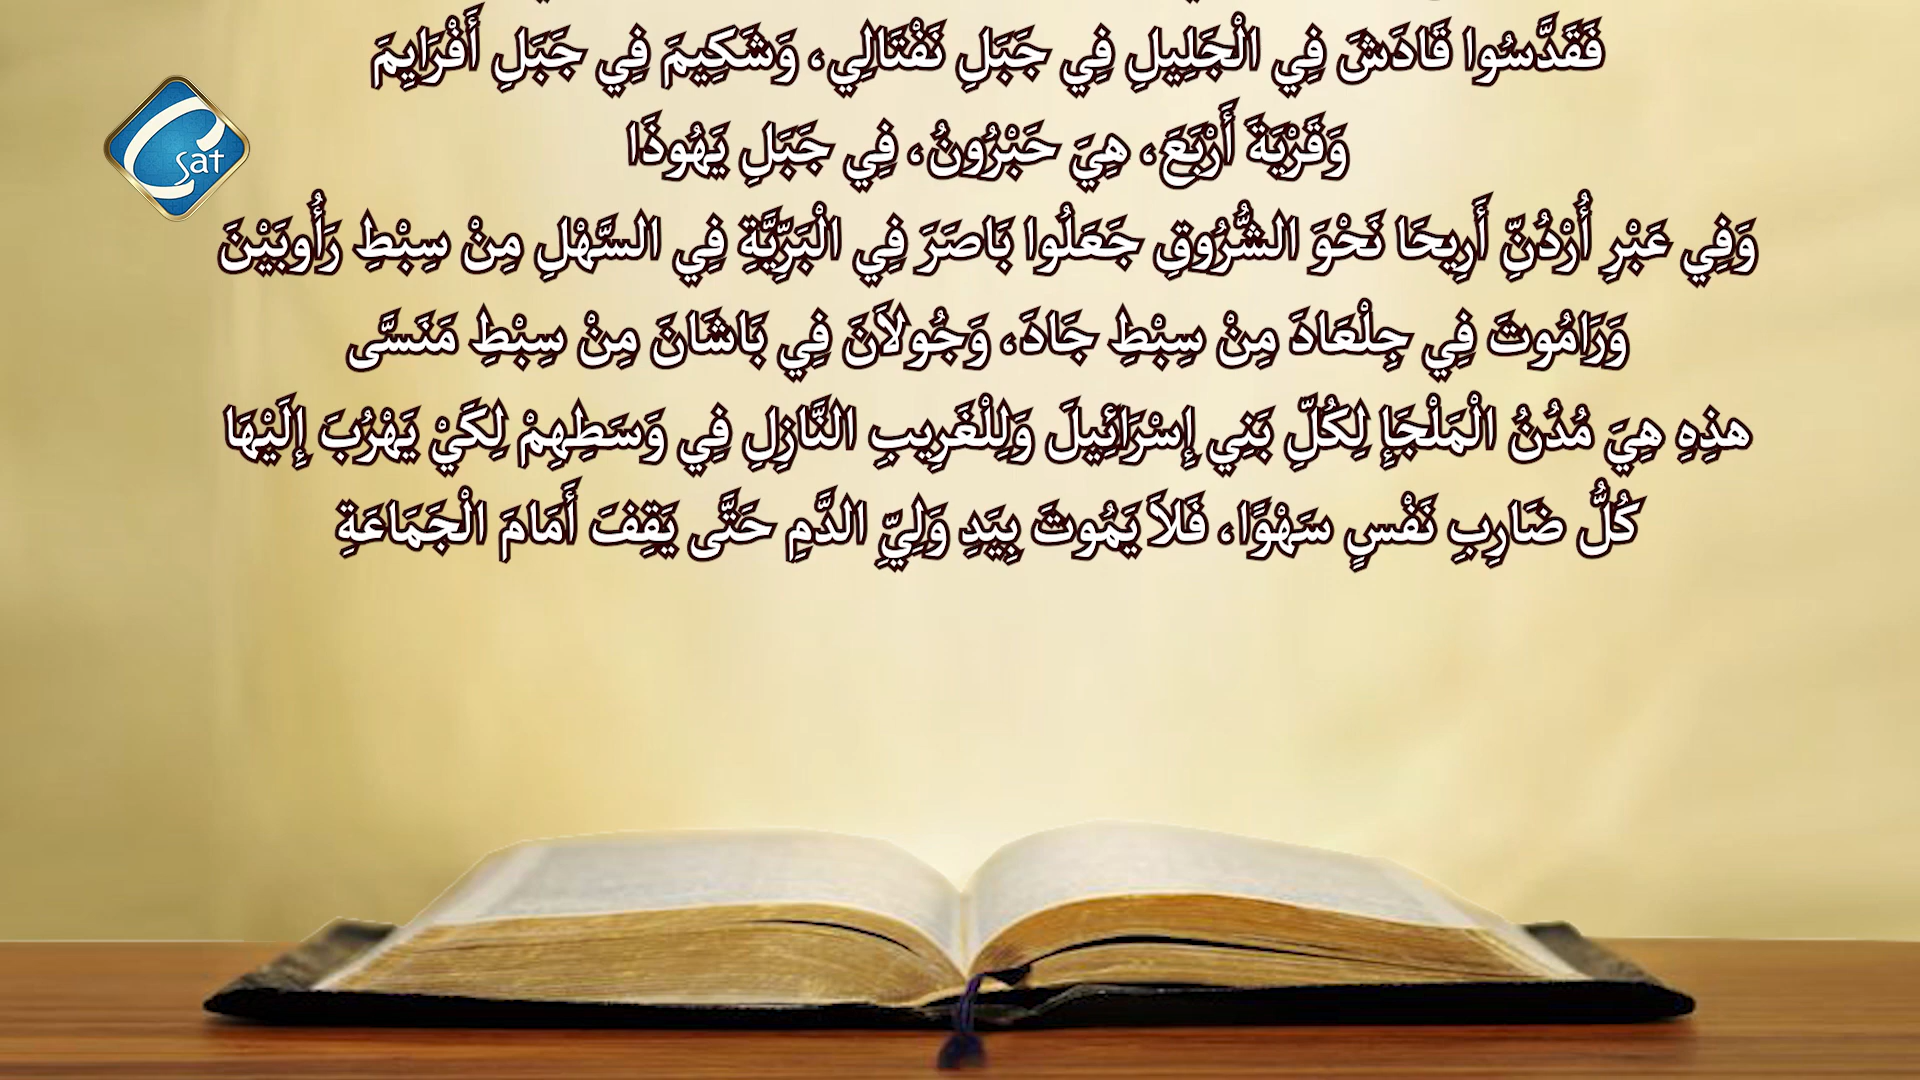 فَقَدَّسُوا قَادَشَ فِي الْجَلِيلِ فِي جَبَلِ نَفْتَالِي، وَشَكِيمَ فِي جَبَلِ أَفْرَايِمَ
وَقَرْيَةَ أَرْبَعَ، هِيَ حَبْرُونُ، فِي جَبَلِ يَهُوذَا
وَفِي عَبْرِ أُرْدُنِّ أَرِيحَا نَحْوَ الشُّرُوقِ جَعَلُوا بَاصَرَ فِي الْبَرِّيَّةِ فِي السَّهْلِ مِنْ سِبْطِ رَأُوبَيْنَ
وَرَامُوتَ فِي جِلْعَادَ مِنْ سِبْطِ جَادَ، وَجُولاَنَ فِي بَاشَانَ مِنْ سِبْطِ مَنَسَّى
هذِهِ هِيَ مُدُنُ الْمَلْجَإِ لِكُلِّ بَنِي إِسْرَائِيلَ وَلِلْغَرِيبِ النَّازِلِ فِي وَسَطِهِمْ لِكَيْ يَهْرُبَ إِلَيْهَا
كُلُّ ضَارِبِ نَفْسٍ سَهْوًا، فَلاَ يَمُوتَ بِيَدِ وَلِيِّ الدَّمِ حَتَّى يَقِفَ أَمَامَ الْجَمَاعَةِ
C Sat